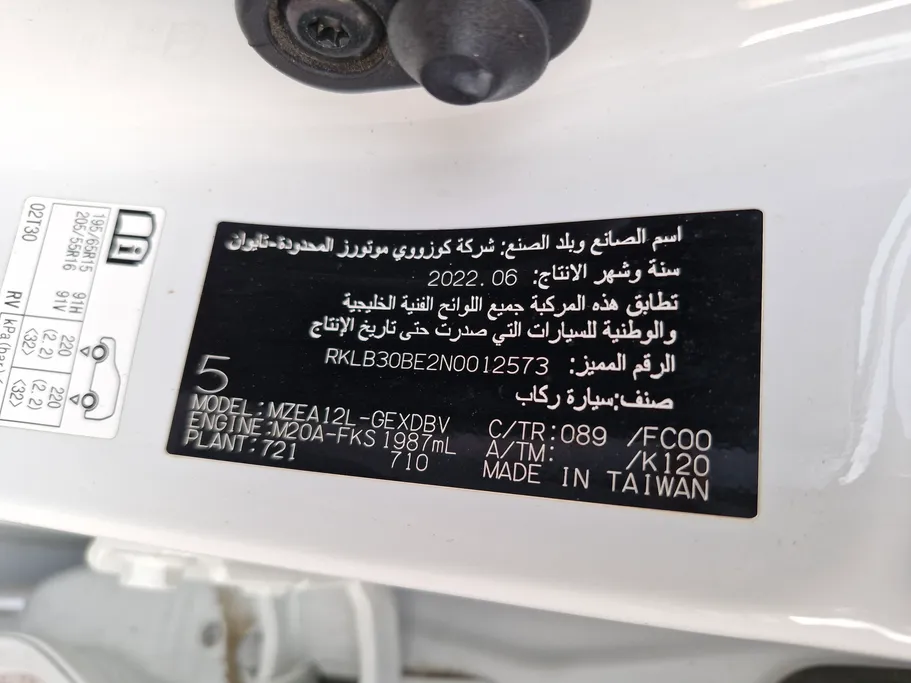 اسم الصانع وبلد الصنع: شركة كوزووي موتورز المحدودة-تايوان
سنة وشهر الانتاج: 2022.06
تطابق هذه المركبة جميع اللوائح الفنية الخليجية
والوطنية للسيارات التي صدرت حتى تاريخ الإنتاج
الرقم المميز: RKLB30BE2N0012573
صنف:سيارة ركاب
5
MODEL:MZEA12L-GEXDBV
ENGINE:M20A-FKS 1987mL
PLANT:721 710
C/TR:089 /FC00
A/TM: /K120
MADE IN TAIWAN
195/65R15 91H
205/55R16 91V
220 (2.2) <32>
220 (2.2) <32>
02T30 RV